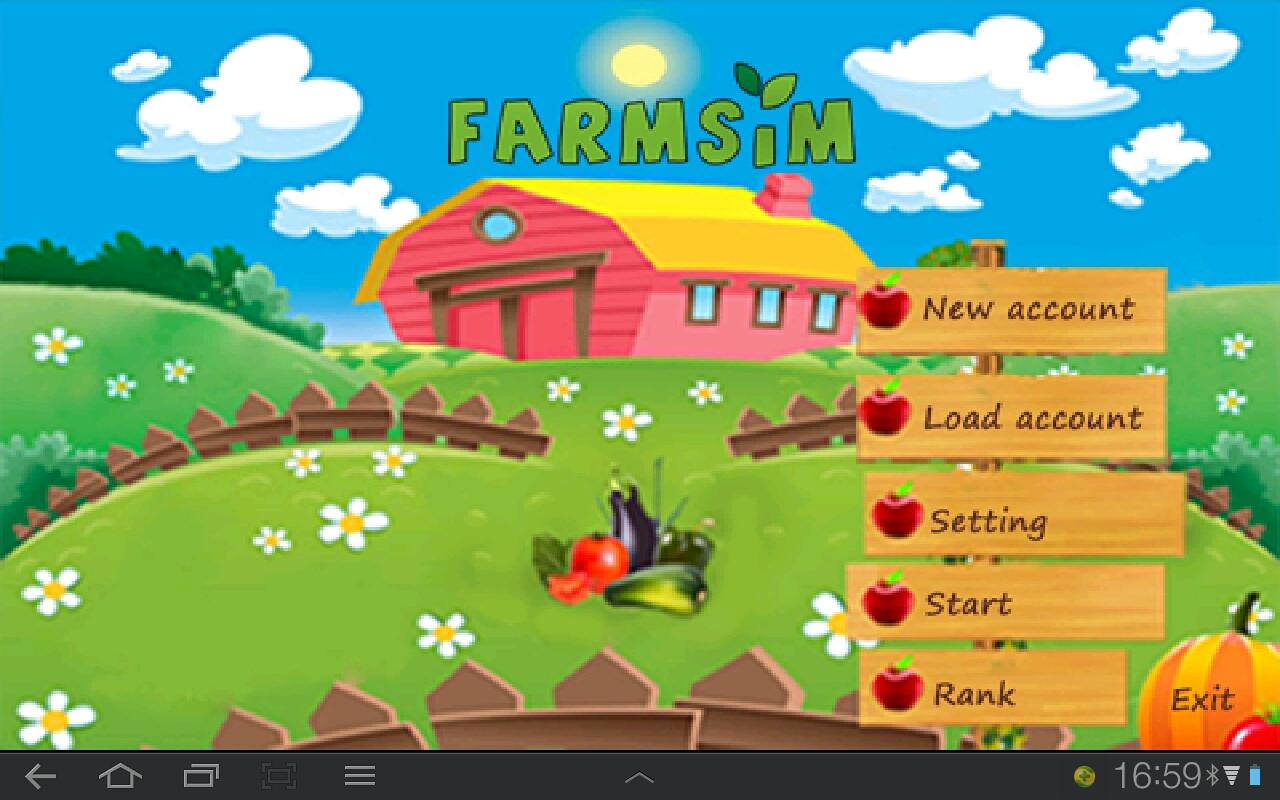 FARMSiM
New account
Load account
Setting
Start
Rank
Exit
16:59